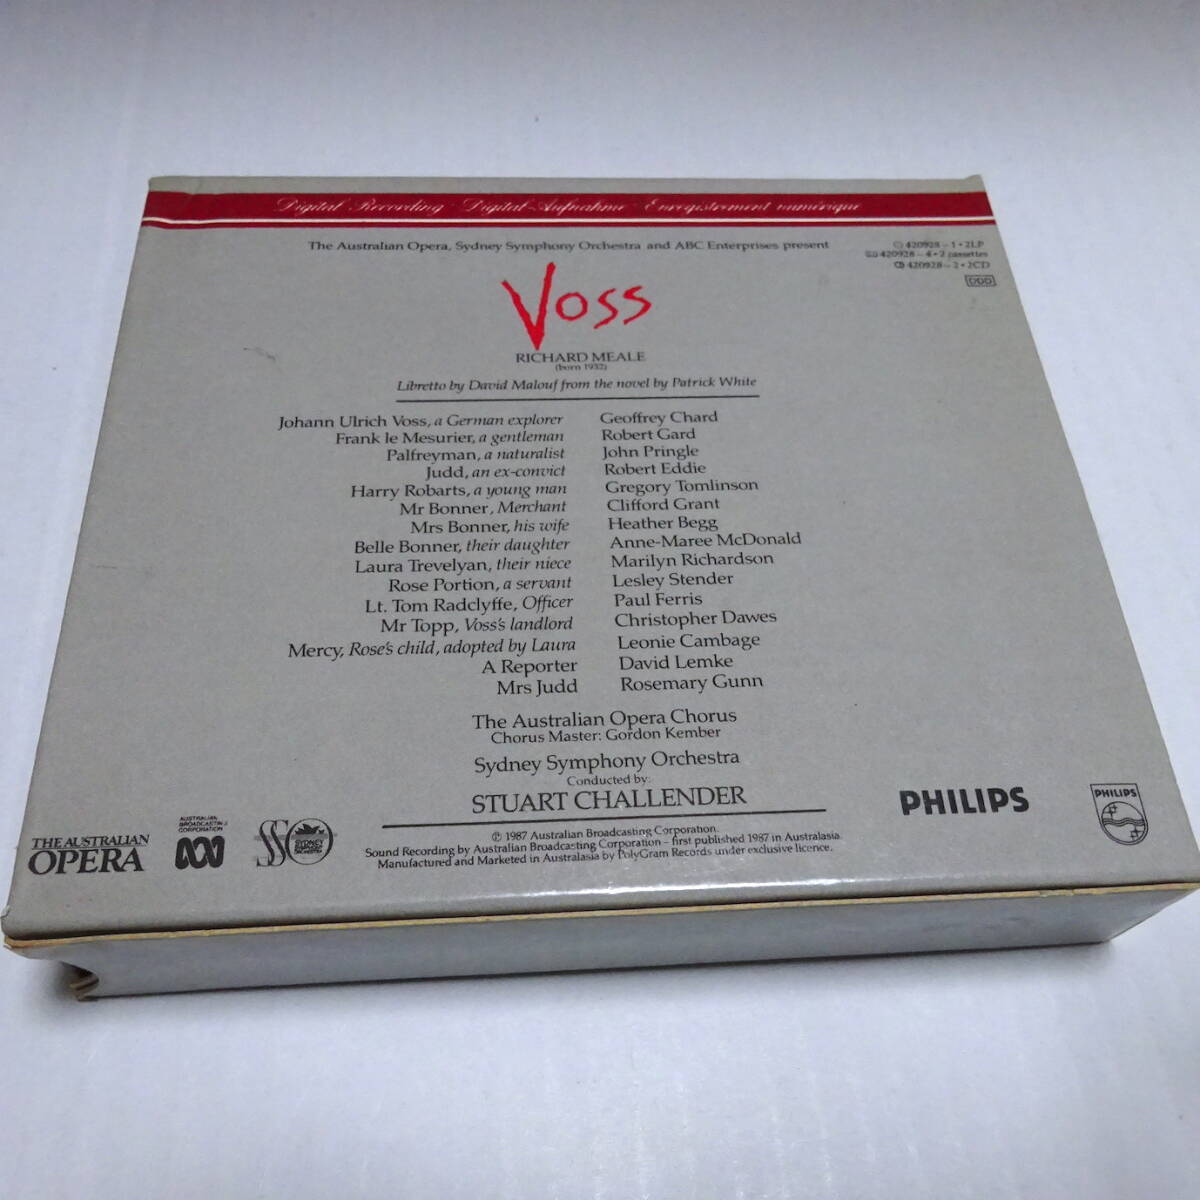 Digital Recording · Digital-Aufnahme · Enregistrement numérique
The Australian Opera, Sydney Symphony Orchestra and ABC Enterprises present
420928-1 • 2LP
420928-4 • 2 cassettes
CD 420928-2 • 2CD
DDD
Voss
RICHARD MEALE
(born 1932)
Libretto by David Malouf from the novel by Patrick White
Johann Ulrich Voss, a German explorer Geoffrey Chard
Frank le Mesurier, a gentleman Robert Gard
Palfreyman, a naturalist John Pringle
Judd, an ex-convict Robert Eddie
Harry Robarts, a young man Gregory Tomlinson
Mr Bonner, Merchant Clifford Grant
Mrs Bonner, his wife Heather Begg
Belle Bonner, their daughter Anne-Maree McDonald
Laura Trevelyan, their niece Marilyn Richardson
Rose Portion, a servant Lesley Stender
Lt. Tom Radclyffe, Officer Paul Ferris
Mr Topp, Voss's landlord Christopher Dawes
Mercy, Rose's child, adopted by Laura Leonie Cambage
A Reporter David Lemke
Mrs Judd Rosemary Gunn
The Australian Opera Chorus
Chorus Master: Gordon Kember
Sydney Symphony Orchestra
Conducted by:
STUART CHALLENDER
PHILIPS
PHILIPS
THE AUSTRALIAN
OPERA
AUSTRALIAN
BROADCASTING
CORPORATION
ABC
SSO
℗ 1987 Australian Broadcasting Corporation.
Sound Recording by Australian Broadcasting Corporation – first published 1987 in Australasia.
Manufactured and Marketed in Australasia by PolyGram Records under exclusive licence.